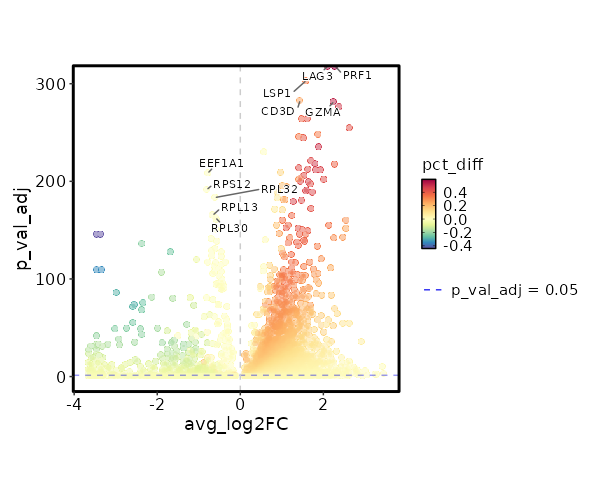 300
200
100
0
p_val_adj
-4
-2
0
2
avg_log2FC
LAG3
PRF1
LSP1
CD3D
GZMA
EEF1A1
RPS12
RPL32
RPL13
RPL30
pct_diff
0.4
0.2
0.0
-0.2
-0.4
p_val_adj = 0.05